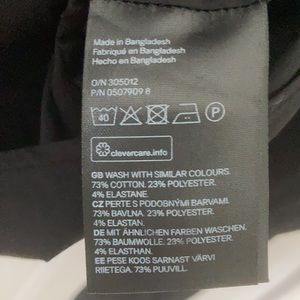 Made in Bangladesh
Fabriqué en Bangladesh
Hecho en Bangladesh
O/N 305012
P/N 0507909 8
40
P
clevercare.info
GB WASH WITH SIMILAR COLOURS.
73% COTTON. 23% POLYESTER.
4% ELASTANE.
CZ PERTE S PODOBNÝMI BARVAMI.
73% BAVLNA. 23% POLYESTER.
4% ELASTAN.
DE MIT ÄHNLICHEN FARBEN WASCHEN.
73% BAUMWOLLE. 23% POLYESTER.
4% ELASTHAN.
EE PESE KOOS SARNAST VÄRVI
RIIETEGA. 73% PUUVILL.